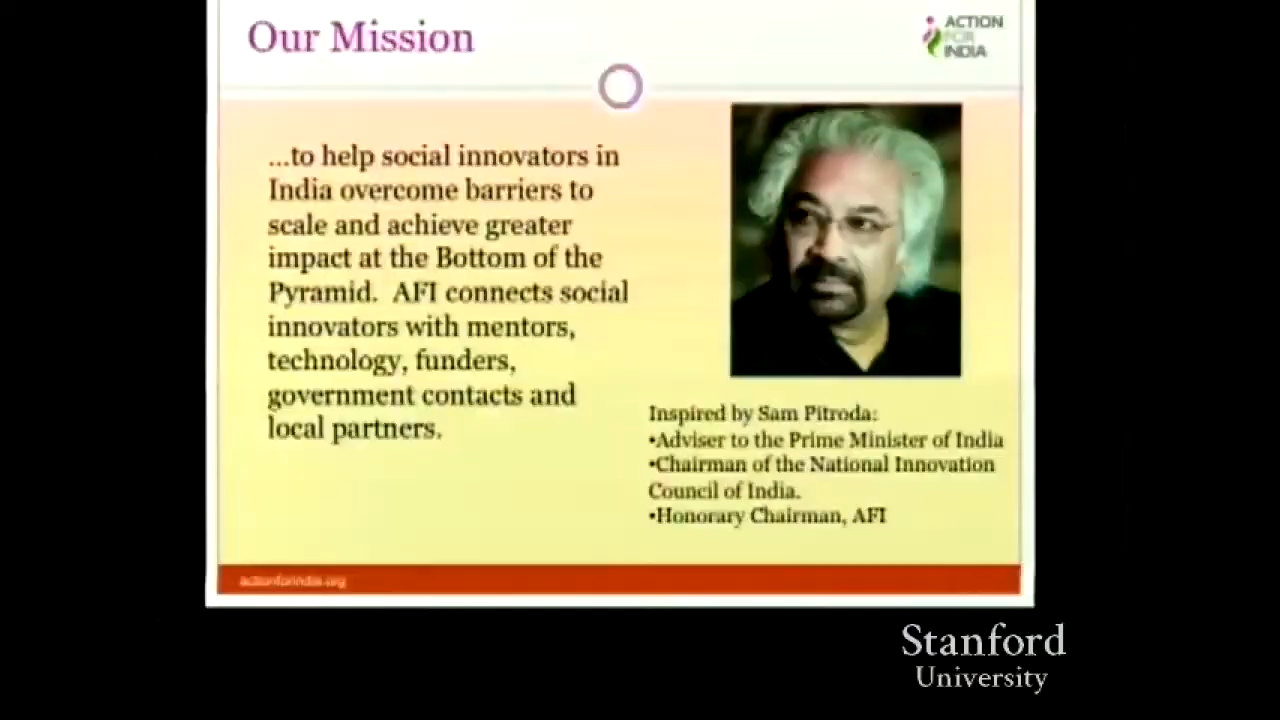 Our Mission
ACTION
FOR
INDIA
...to help social innovators in
India overcome barriers to
scale and achieve greater
impact at the Bottom of the
Pyramid. AFI connects social
innovators with mentors,
technology, funders,
government contacts and
local partners.
Inspired by Sam Pitroda:
•Adviser to the Prime Minister of India
•Chairman of the National Innovation
Council of India.
•Honorary Chairman, AFI
actionforindia.org
Stanford
University